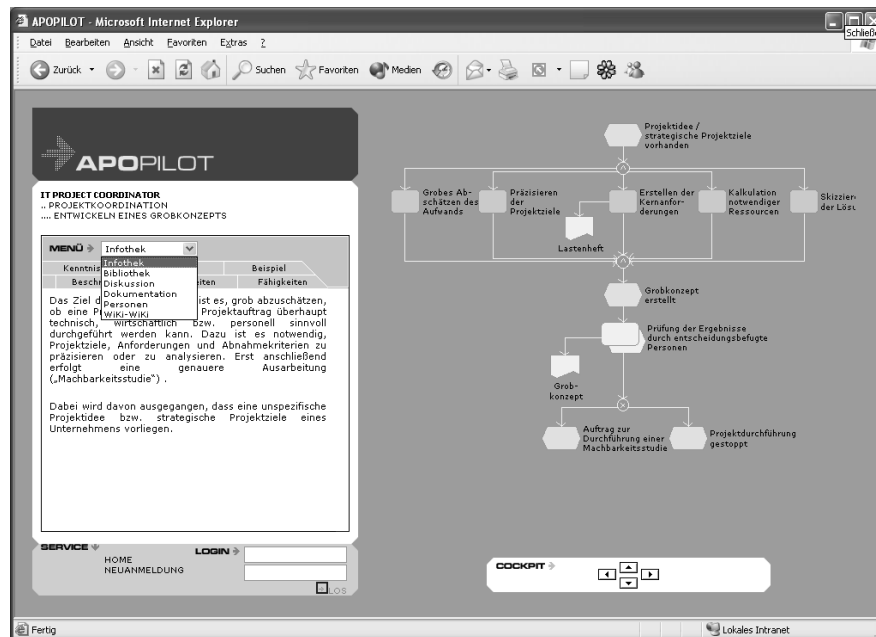 APOPILOT - Microsoft Internet Explorer
Schließe
Datei Bearbeiten Ansicht Favoriten Extras ?
Zurück Suchen Favoriten Medien
APOPILOT
IT PROJECT COORDINATOR
.. PROJEKTKOORDINATION
.... ENTWICKELN EINES GROBKONZEPTS
MENÜ Infothek
Infothek
Bibliothek
Diskussion
Dokumentation
Personen
WiKi-WiKi
Kenntnis Beispiel
Besch eiten Fähigkeiten
Das Ziel d ist es, grob abzuschätzen,
ob eine P Projektauftrag überhaupt
technisch, wirtschaftlich bzw. personell sinnvoll
durchgeführt werden kann. Dazu ist es notwendig,
Projektziele, Anforderungen und Abnahmekriterien zu
präzisieren oder zu analysieren. Erst anschließend
erfolgt eine genauere Ausarbeitung
(„Machbarkeitsstudie“) .
Dabei wird davon ausgegangen, dass eine unspezifische
Projektidee bzw. strategische Projektziele eines
Unternehmens vorliegen.
SERVICE
HOME
NEUANMELDUNG
LOGIN
LOS
Projektidee /
strategische Projektziele
vorhanden
Grobes Ab-
schätzen des
Aufwands
Präzisieren
der
Projektziele
Erstellen der
Kernanfor-
derungen
Kalkulation
notwendiger
Ressourcen
Skizzier
der Lösu
Lastenheft
Grobkonzept
erstellt
Prüfung der Ergebnisse
durch entscheidungsbefugte
Personen
Grob-
konzept
Auftrag zur
Durchführung einer
Machbarkeitsstudie
Projektdurchführung
gestoppt
COCKPIT
Fertig
Lokales Intranet